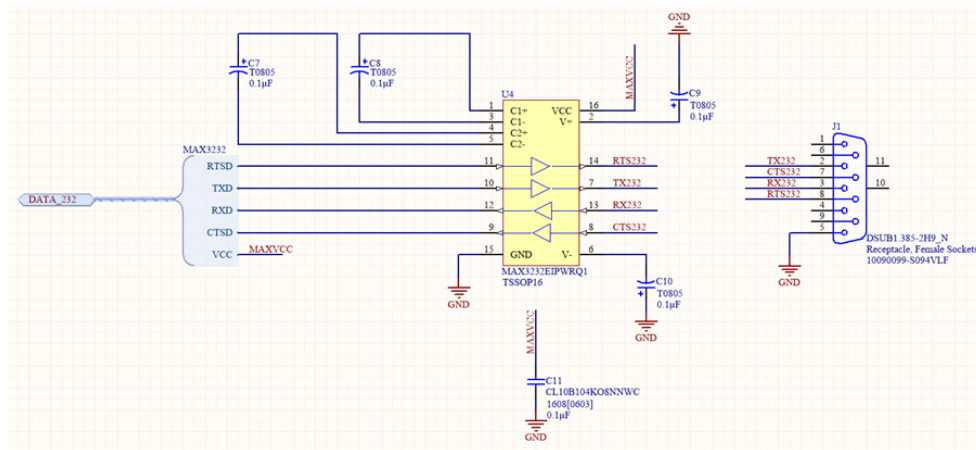 GND
C7
T0805
0.1µF
C8
T0805
0.1µF
MAXVCC
C9
T0805
0.1µF
U4
1 C1+ VCC 16
3 C1- V+ 2
4 C2+
5 C2-
MAX3232
RTSD 11 14 RTS232
TXD 10 7 TX232
RXD 12 13 RX232
CTSD 9 8 CTS232
VCC MAXVCC
15 GND V- 6
DATA_232
MAX3232EIPWRQ1
TSSOP16
GND
C10
T0805
0.1µF
GND
J1
1
6
TX232 2 11
CTS232 7
RX232 3 10
RTS232 8
4
9
5
DSUB1.385-2H9_N
Receptacle, Female Sockets
10090099-S094VLF
GND
MAXVCC
C11
CL10B104KO8NNWC
1608[0603]
0.1µF
GND